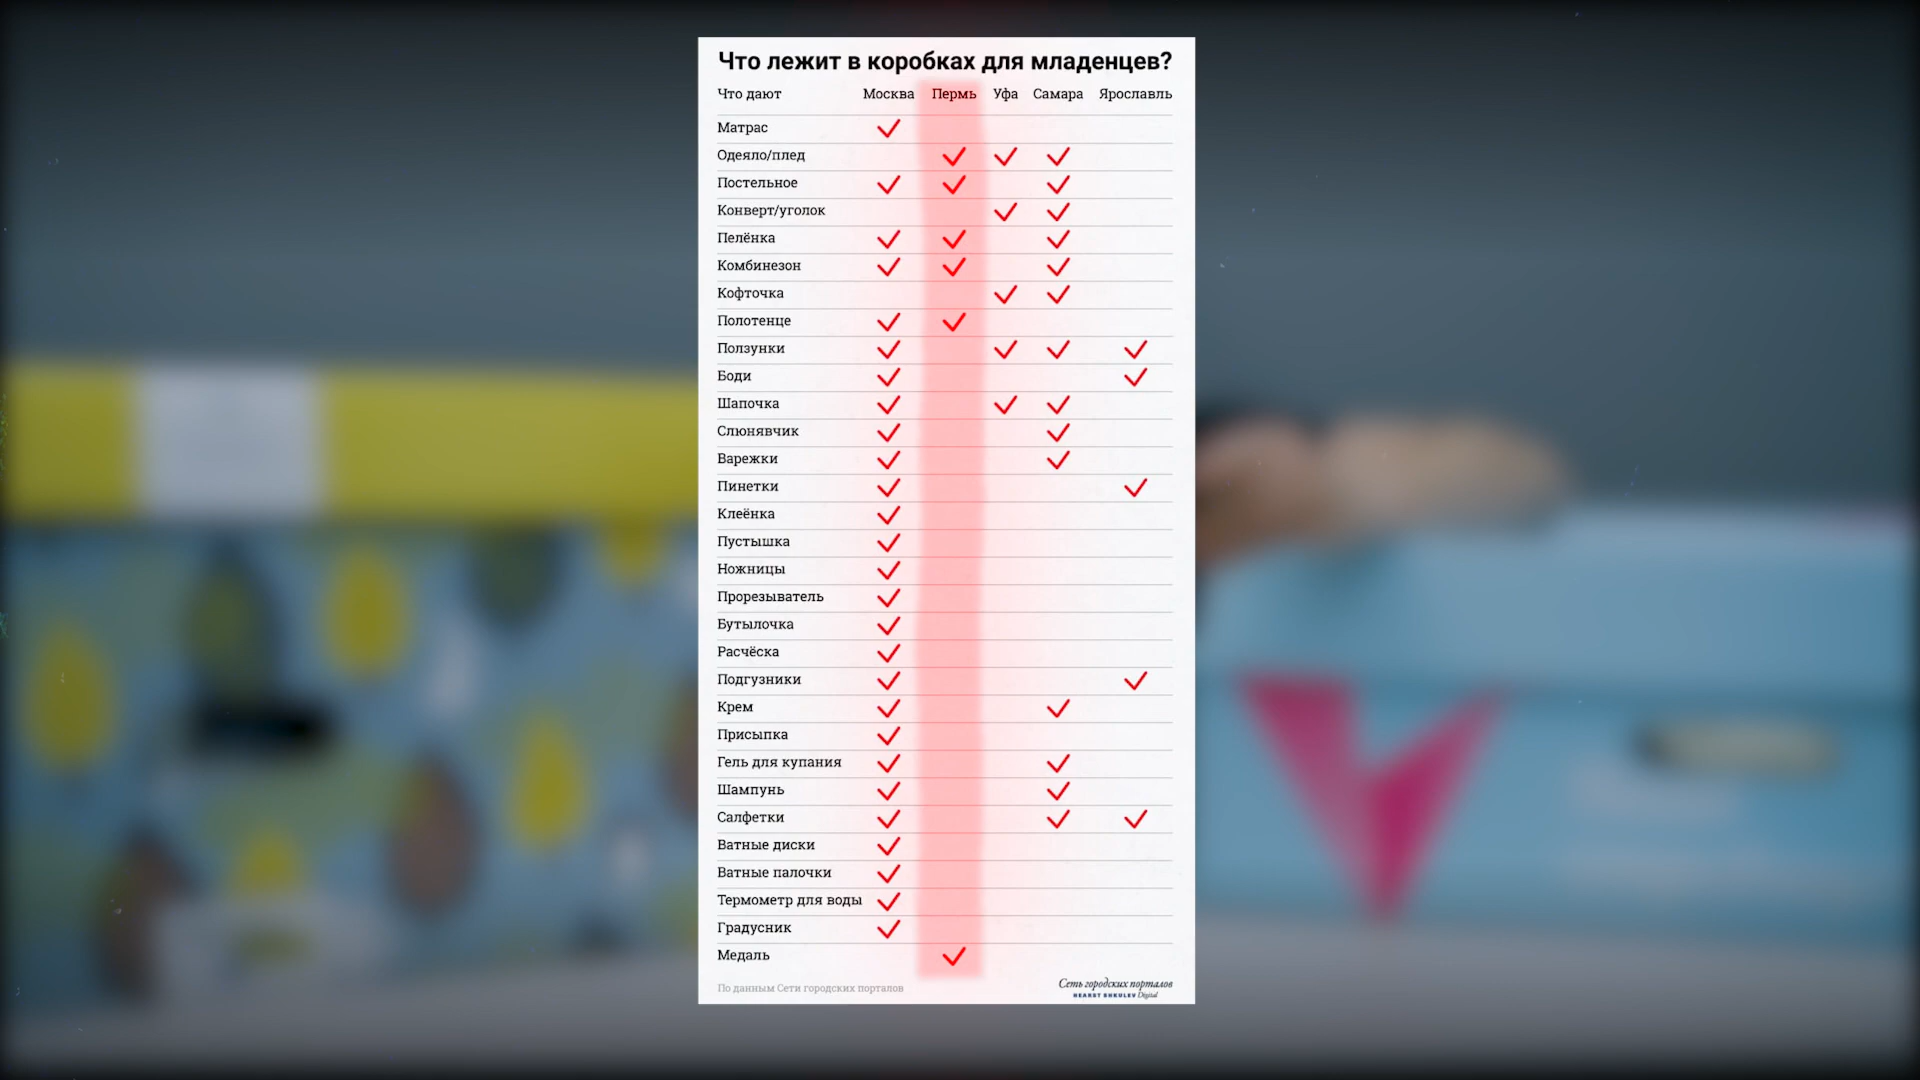 Что лежит в коробках для младенцев?
Что дают Москва Пермь Уфа Самара Ярославль
Матрас
Одеяло/плед
Постельное
Конверт/уголок
Пелёнка
Комбинезон
Кофточка
Полотенце
Ползунки
Боди
Шапочка
Слюнявчик
Варежки
Пинетки
Клеёнка
Пустышка
Ножницы
Прорезыватель
Бутылочка
Расчёска
Подгузники
Крем
Присыпка
Гель для купания
Шампунь
Салфетки
Ватные диски
Ватные палочки
Термометр для воды
Градусник
Медаль
По данным Сети городских порталов
Сеть городских порталов
HEARST SHKULEV Digital